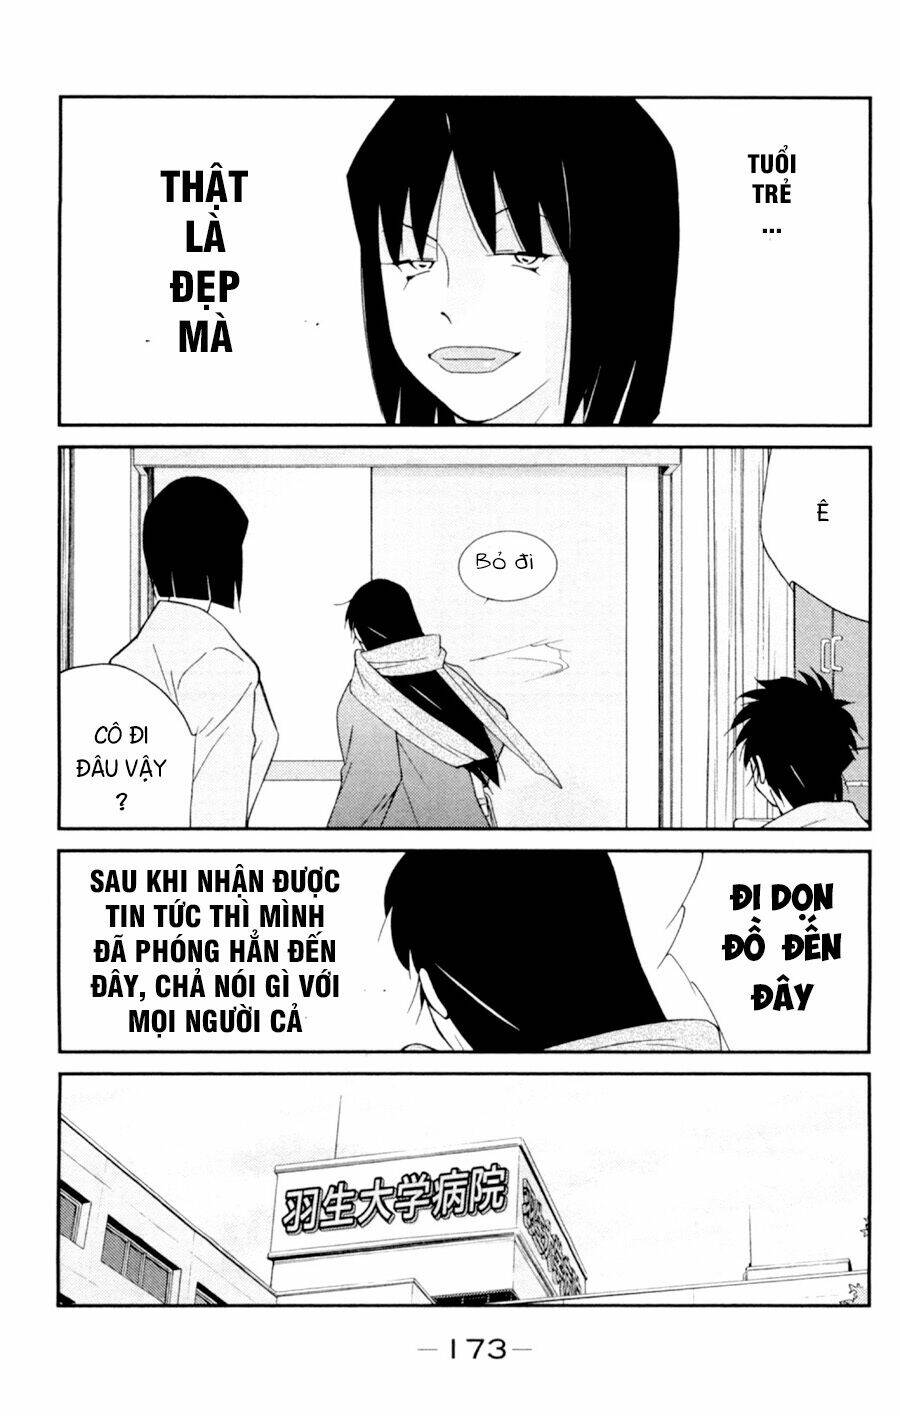 TUỔI
TRẺ
...
THẬT
LÀ
ĐẸP
MÀ
Ê
Bỏ đi
CÔ ĐI
ĐÂU VẬY
?
ĐI DỌN
ĐỒ ĐẾN
ĐÂY
SAU KHI NHẬN ĐƯỢC
TIN TỨC THÌ MÌNH
ĐÃ PHÓNG HẲN ĐẾN
ĐÂY, CHẢ NÓI GÌ VỚI
MỌI NGƯỜI CẢ
羽生大学病院
173